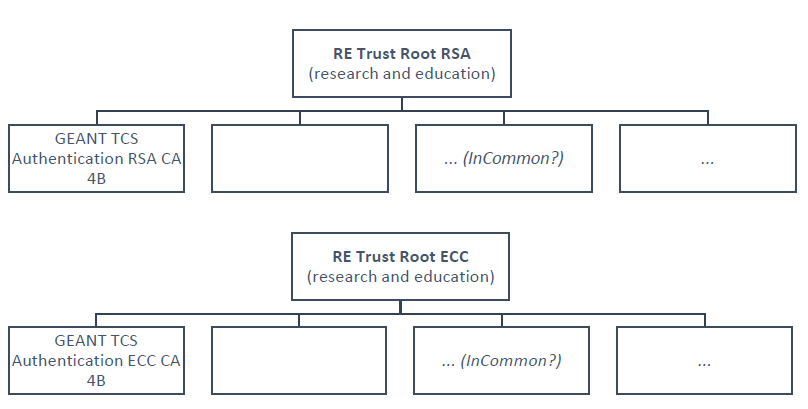 RE Trust Root RSA
(research and education)
GEANT TCS
Authentication RSA CA
4B
... (InCommon?)
...
RE Trust Root ECC
(research and education)
GEANT TCS
Authentication ECC CA
4B
... (InCommon?)
...